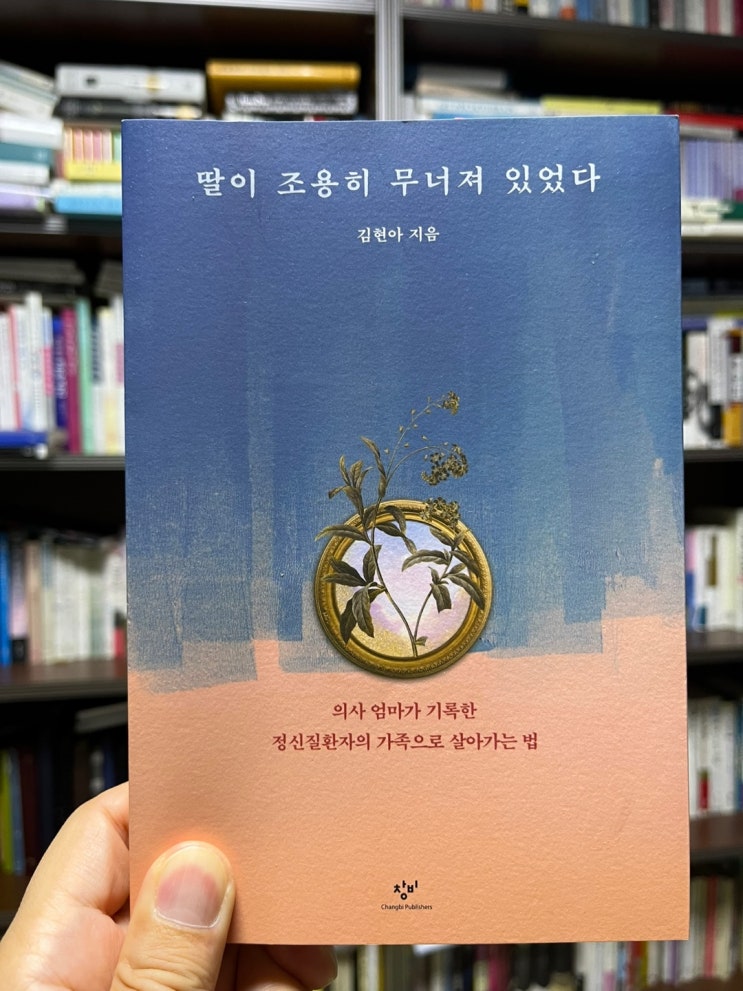 딸이 조용히 무너져 있었다
김현아 지음
의사 엄마가 기록한
정신질환자의 가족으로 살아가는 법
창비
Changbi Publishers